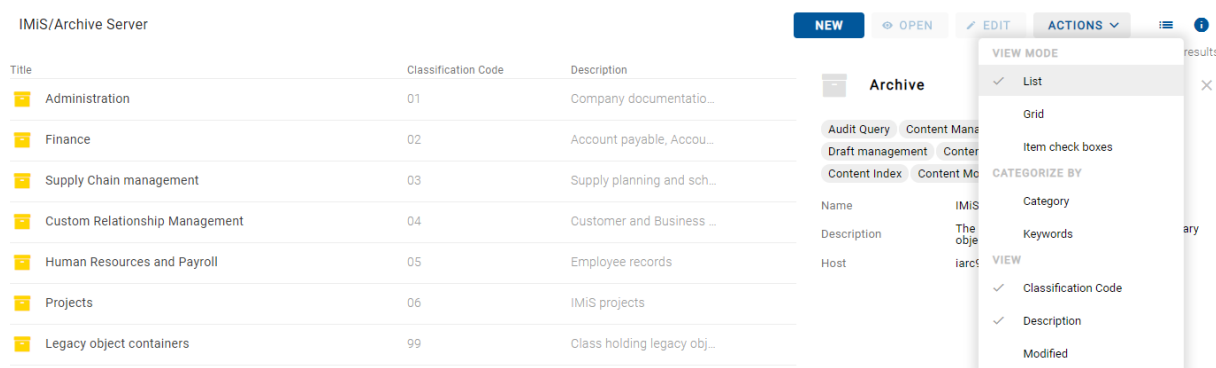 IMiS/Archive Server
NEW OPEN EDIT ACTIONS
results
Title Classification Code Description
Administration 01 Company documentatio...
Finance 02 Account payable, Accou...
Supply Chain management 03 Supply planning and sch...
Custom Relationship Management 04 Customer and Business ...
Human Resources and Payroll 05 Employee records
Projects 06 IMiS projects
Legacy object containers 99 Class holding legacy obj...
Archive
Audit Query Content Mana
Draft management Conter
Content Index Content Mo
Name IMiS
Description The
obje ary
Host iarc
VIEW MODE
List
Grid
Item check boxes
CATEGORIZE BY
Category
Keywords
VIEW
Classification Code
Description
Modified